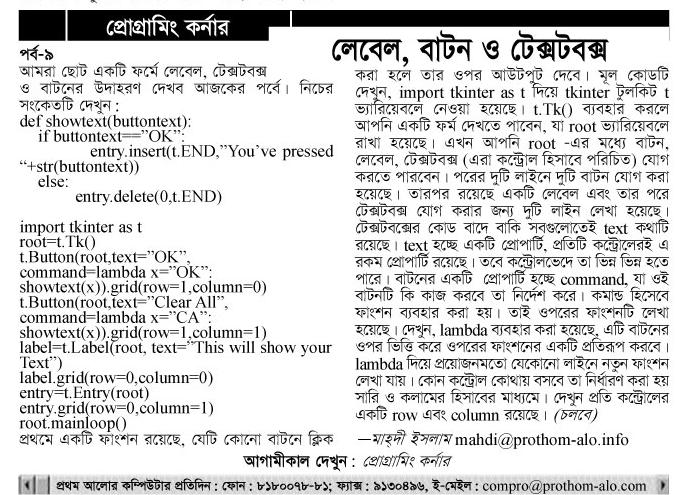 প্রোগ্রামিং কর্নার
লেবেল, বাটন ও টেক্সটবক্স
পর্ব-৯
আমরা ছোট একটি ফর্মে লেবেল, টেক্সটবক্স
ও বাটনের উদাহরণ দেখব আজকের পর্বে। নিচের
সংকেতটি দেখুন :
def showtext(buttontext):
if buttontext==”OK”:
entry.insert(t.END,”You’ve pressed
“+str(buttontext))
else:
entry.delete(0,t.END)
import tkinter as t
root=t.Tk()
t.Button(root,text=”OK”,
command=lambda x=”OK”:
showtext(x)).grid(row=1,column=0)
t.Button(root,text=”Clear All”,
command=lambda x=”CA”:
showtext(x)).grid(row=1,column=1)
label=t.Label(root, text=”This will show your
Text”)
label.grid(row=0,column=0)
entry=t.Entry(root)
entry.grid(row=0,column=1)
root.mainloop()
প্রথমে একটি ফাংশন রয়েছে, যেটি কোনো বাটনে ক্লিক
করা হলে তার ওপর আউটপুট দেবে। মূল কোডটি
দেখুন, import tkinter as t দিয়ে tkinter টুলকিট t
ভ্যারিয়েবলে নেওয়া হয়েছে। t.Tk() ব্যবহার করলে
আপনি একটি ফর্ম দেখতে পাবেন, যা root ভ্যারিয়েবলে
রাখা হয়েছে। এখন আপনি root -এর মধ্যে বাটন,
লেবেল, টেক্সটবক্স (এরা কন্ট্রোল হিসাবে পরিচিত) যোগ
করতে পারবেন। পরের দুটি লাইনে দুটি বাটন যোগ করা
হয়েছে। তারপর রয়েছে একটি লেবেল এবং তার পরে
টেক্সটবক্স যোগ করার জন্য দুটি লাইন লেখা হয়েছে।
টেক্সটবক্সের কোড বাদে বাকি সবগুলোতেই text কথাটি
রয়েছে। text হচ্ছে একটি প্রোপার্টি, প্রতিটি কন্ট্রোলেরই এ
রকম প্রোপার্টি রয়েছে। তবে কন্ট্রোলভেদে তা ভিন্ন ভিন্ন হতে
পারে। বাটনের একটি প্রোপার্টি হচ্ছে command, যা ওই
বাটনটি কি কাজ করবে তা নির্দেশ করে। কমান্ড হিসেবে
ফাংশন ব্যবহার করা হয়। তাই ওপরের ফাংশনটি লেখা
হয়েছে। দেখুন, lambda ব্যবহার করা হয়েছে, এটি বাটনের
ওপর ভিত্তি করে ওপরের ফাংশনের একটি প্রতিরূপ করবে।
lambda দিয়ে প্রয়োজনমতো যেকোনো লাইনে নতুন ফাংশন
লেখা যায়। কোন কন্ট্রোল কোথায় বসবে তা নির্ধারণ করা হয়
সারি ও কলামের হিসাবের মাধ্যমে। দেখুন প্রতি কন্ট্রোলের
একটি row এবং column রয়েছে। (চলবে)
—মাহ্‌দী ইসলাম mahdi@prothom-alo.info
আগামীকাল দেখুন : প্রোগ্রামিং কর্নার
প্রথম আলোর কম্পিউটার প্রতিদিন : ফোন : ৮১৮০০৭৮-৮১; ফ্যাক্স : ৯১৩০৪৯৬, ই-মেইল : compro@prothom-alo.com